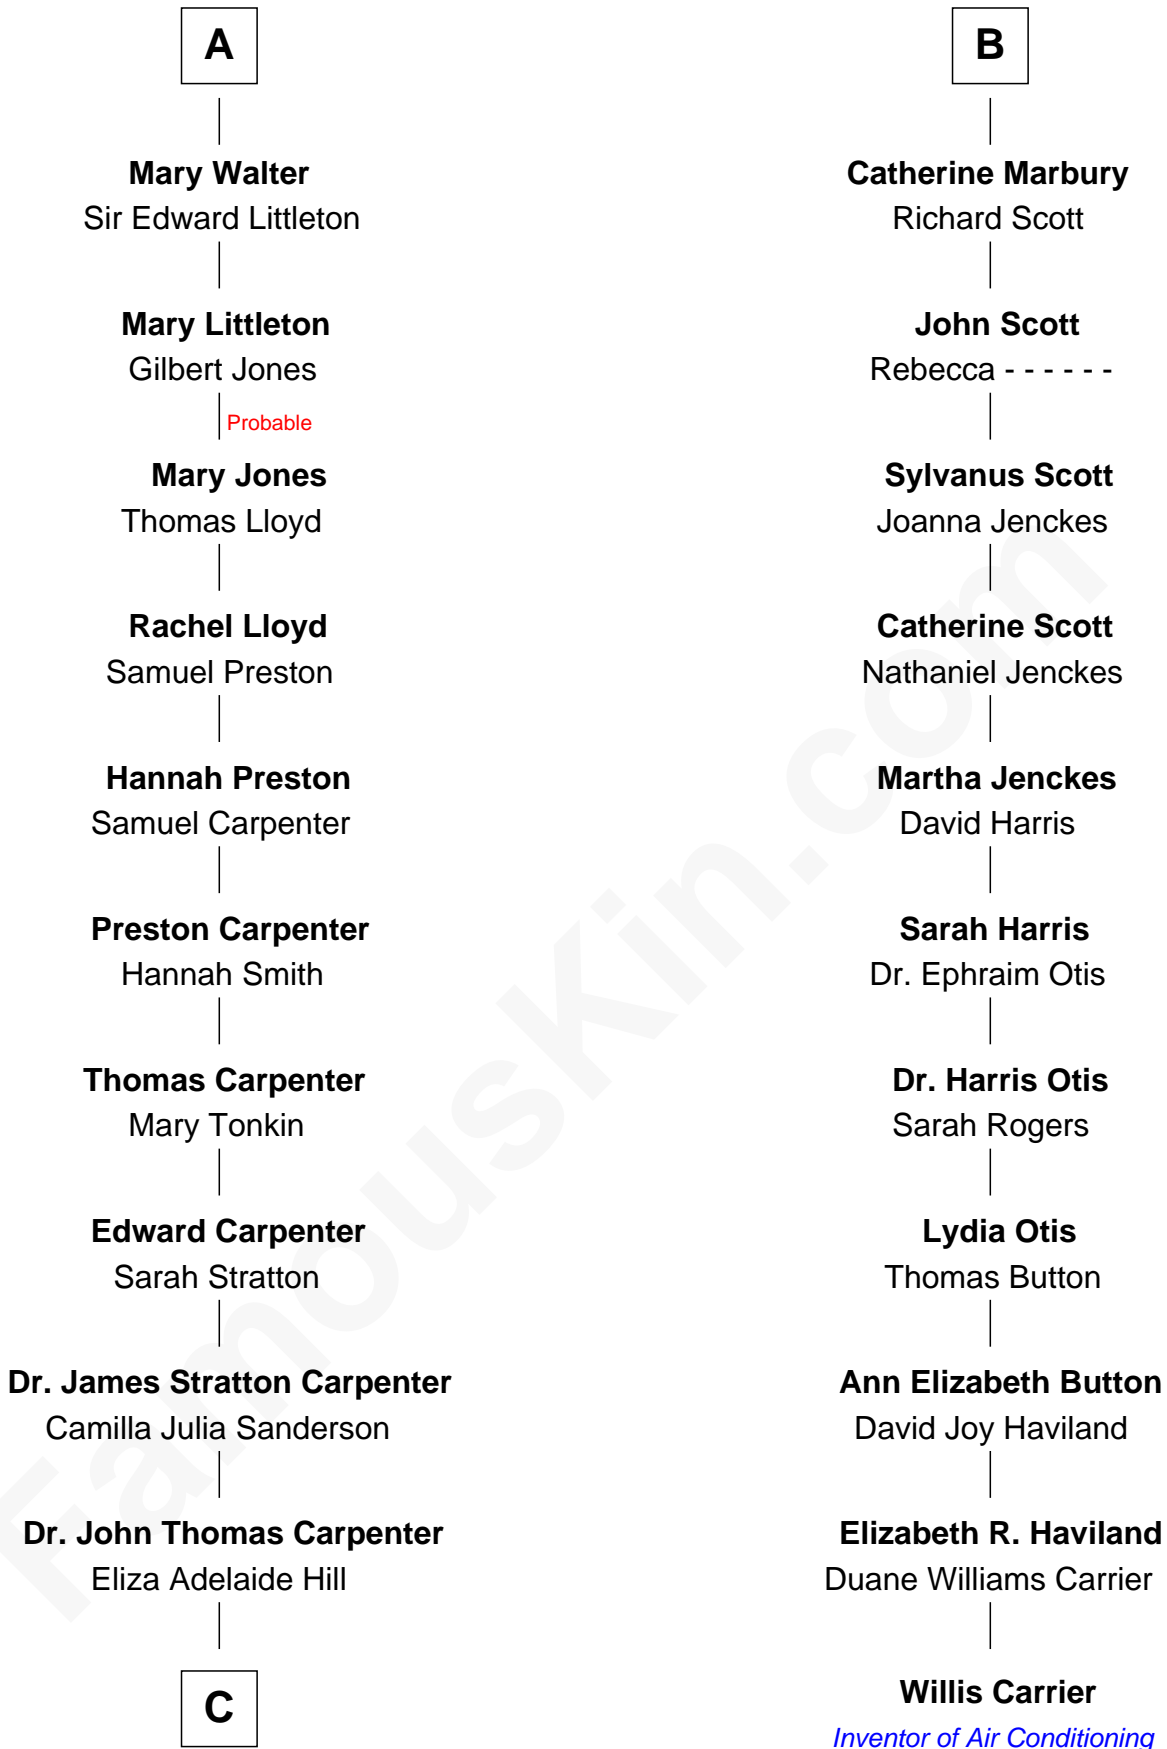 A
Mary Walter
Sir Edward Littleton
Mary Littleton
Gilbert Jones
Probable
Mary Jones
Thomas Lloyd
Rachel Lloyd
Samuel Preston
Hannah Preston
Samuel Carpenter
Preston Carpenter
Hannah Smith
Thomas Carpenter
Mary Tonkin
Edward Carpenter
Sarah Stratton
Dr. James Stratton Carpenter
Camilla Julia Sanderson
Dr. John Thomas Carpenter
Eliza Adelaide Hill
C
B
Catherine Marbury
Richard Scott
John Scott
Rebecca - - - - - -
Sylvanus Scott
Joanna Jenckes
Catherine Scott
Nathaniel Jenckes
Martha Jenckes
David Harris
Sarah Harris
Dr. Ephraim Otis
Dr. Harris Otis
Sarah Rogers
Lydia Otis
Thomas Button
Ann Elizabeth Button
David Joy Haviland
Elizabeth R. Haviland
Duane Williams Carrier
Willis Carrier
Inventor of Air Conditioning
FamousKin.com